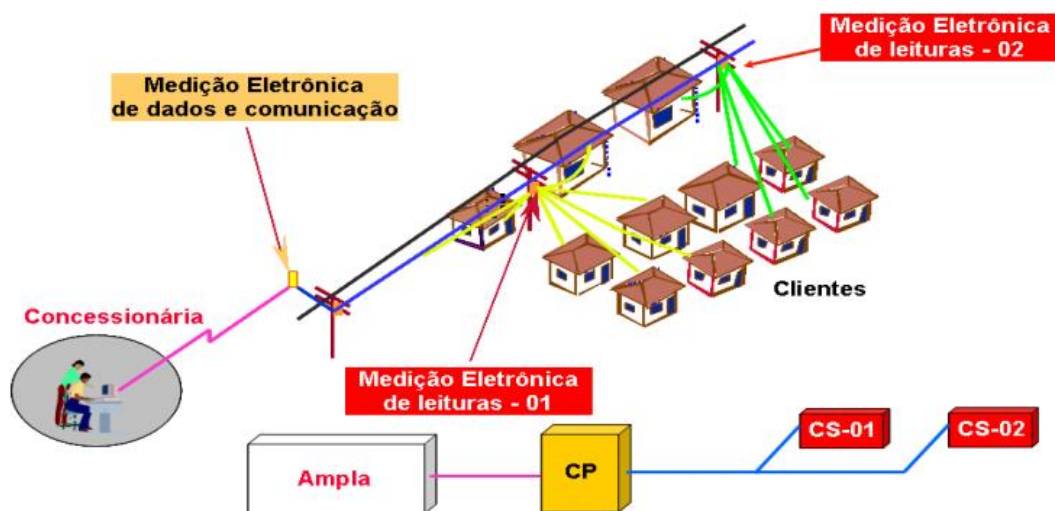 Medição Eletrônica
de leituras - 02
Medição Eletrônica
de dados e comunicação
Clientes
Concessionária
Medição Eletrônica
de leituras - 01
CS-01
CS-02
CP
Ampla